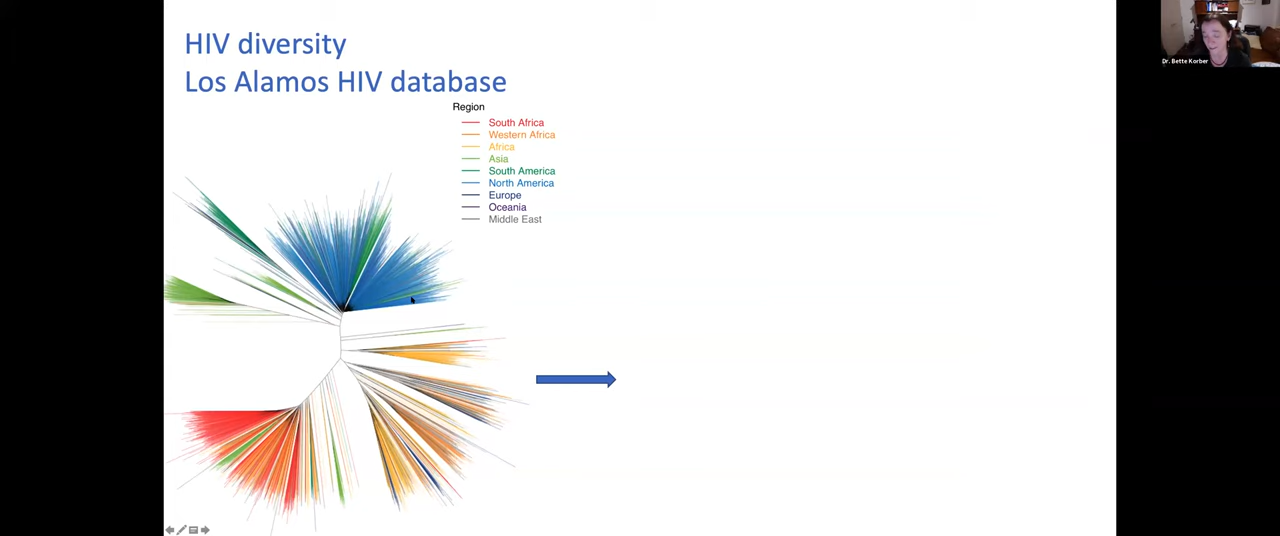 HIV diversity
Los Alamos HIV database
Region
South Africa
Western Africa
Africa
Asia
South America
North America
Europe
Oceania
Middle East
Dr. Bette Korber